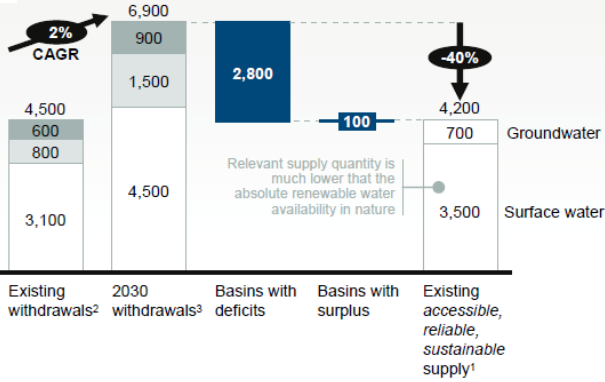 2%
CAGR
6,900
900
1,500
4,500
4,500
600
800
3,100
2,800
100
-40%
4,200
700
3,500
Groundwater
Surface water
Relevant supply quantity is
much lower that the
absolute renewable water
availability in nature
Existing
withdrawals2
2030
withdrawals3
Basins with
deficits
Basins with
surplus
Existing
accessible,
reliable,
sustainable
supply1